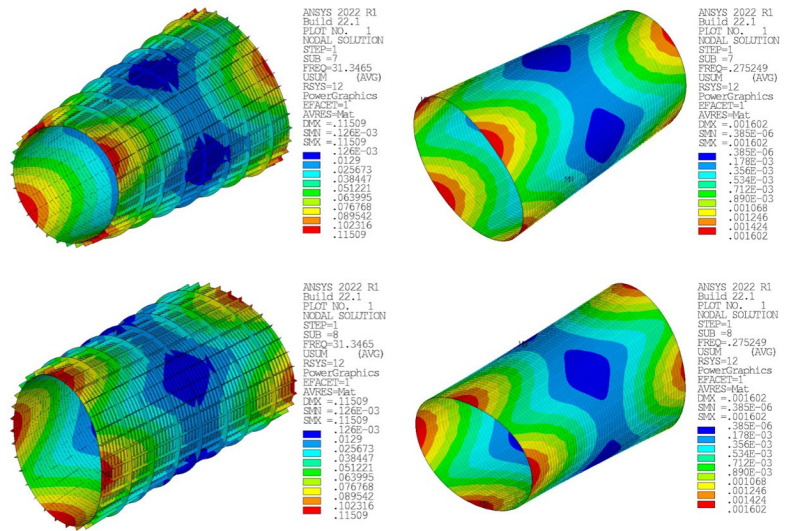 ANSYS 2022 R1
Build 22.1
PLOT NO. 1
NODAL SOLUTION
STEP=1
SUB =7
FREQ=31.3465
USUM (AVG)
RSYS=12
PowerGraphics
EFACET=1
AVRES=Mat
DMX =.11509
SMN =.126E-03
SMX =.11509
.126E-03
.0129
.025673
.038447
.051221
.063995
.076768
.089542
.102316
.11509
ANSYS 2022 R1
Build 22.1
PLOT NO. 1
NODAL SOLUTION
STEP=1
SUB =7
FREQ=.275249
USUM (AVG)
RSYS=12
PowerGraphics
EFACET=1
AVRES=Mat
DMX =.001602
SMN =.385E-06
SMX =.001602
.385E-06
.178E-03
.356E-03
.534E-03
.712E-03
.890E-03
.001068
.001246
.001424
.001602
ANSYS 2022 R1
Build 22.1
PLOT NO. 1
NODAL SOLUTION
STEP=1
SUB =8
FREQ=31.3465
USUM (AVG)
RSYS=12
PowerGraphics
EFACET=1
AVRES=Mat
DMX =.11509
SMN =.126E-03
SMX =.11509
.126E-03
.0129
.025673
.038447
.051221
.063995
.076768
.089542
.102316
.11509
ANSYS 2022 R1
Build 22.1
PLOT NO. 1
NODAL SOLUTION
STEP=1
SUB =8
FREQ=.275249
USUM (AVG)
RSYS=12
PowerGraphics
EFACET=1
AVRES=Mat
DMX =.001602
SMN =.385E-06
SMX =.001602
.385E-06
.178E-03
.356E-03
.534E-03
.712E-03
.890E-03
.001068
.001246
.001424
.001602